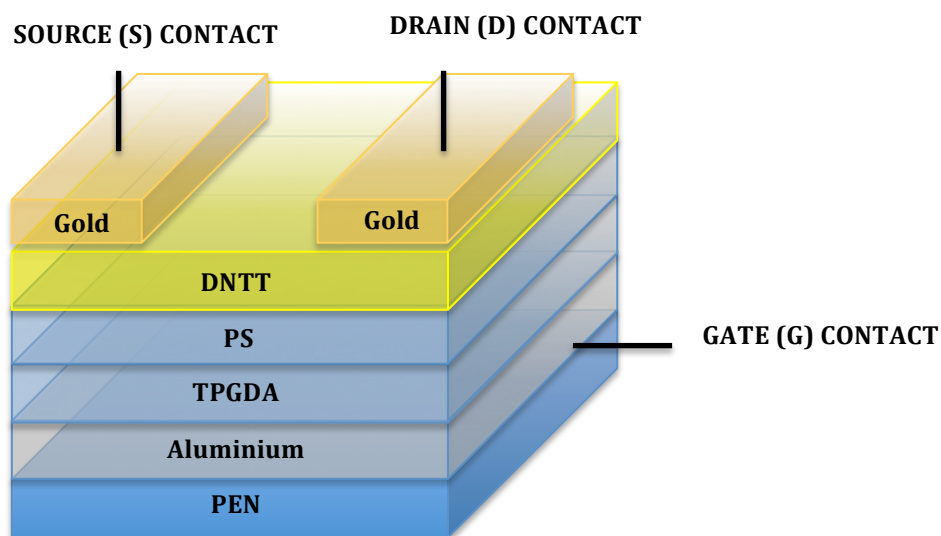 SOURCE (S) CONTACT
DRAIN (D) CONTACT
Gold
Gold
DNTT
PS
GATE (G) CONTACT
TPGDA
Aluminium
PEN